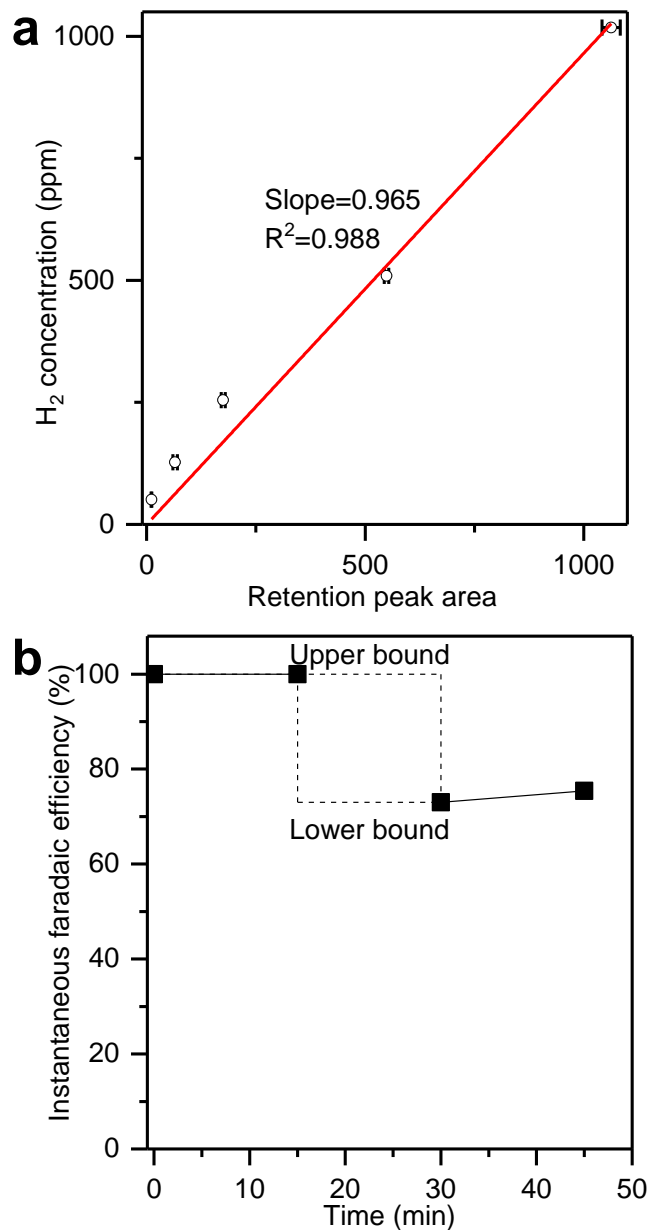 a
1000
500
0
H2 concentration (ppm)
Slope=0.965
R2=0.988
0 500 1000
Retention peak area
b
100
80
60
40
20
0
Instantaneous faradaic efficiency (%)
Upper bound
Lower bound
0 10 20 30 40 50
Time (min)